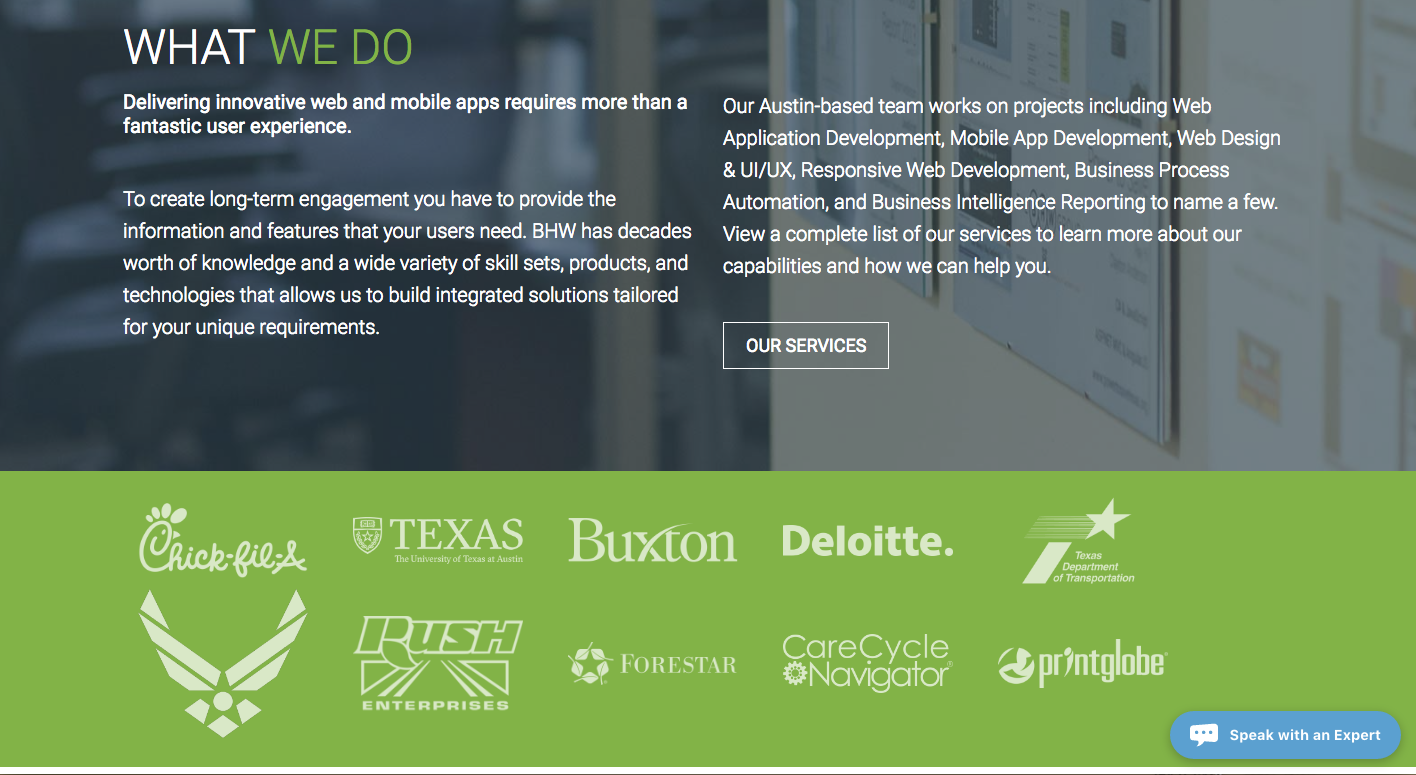 WHAT WE DO
Delivering innovative web and mobile apps requires more than a
fantastic user experience.
To create long-term engagement you have to provide the
information and features that your users need. BHW has decades
worth of knowledge and a wide variety of skill sets, products, and
technologies that allows us to build integrated solutions tailored
for your unique requirements.
Our Austin-based team works on projects including Web
Application Development, Mobile App Development, Web Design
& UI/UX, Responsive Web Development, Business Process
Automation, and Business Intelligence Reporting to name a few.
View a complete list of our services to learn more about our
capabilities and how we can help you.
OUR SERVICES
Chick-fil-A
TEXAS
The University of Texas at Austin
Buxton
Deloitte.
Texas
Department
of Transportation
RUSH
ENTERPRISES
FORESTAR
CareCycle
Navigator®
printglobe®
Speak with an Expert